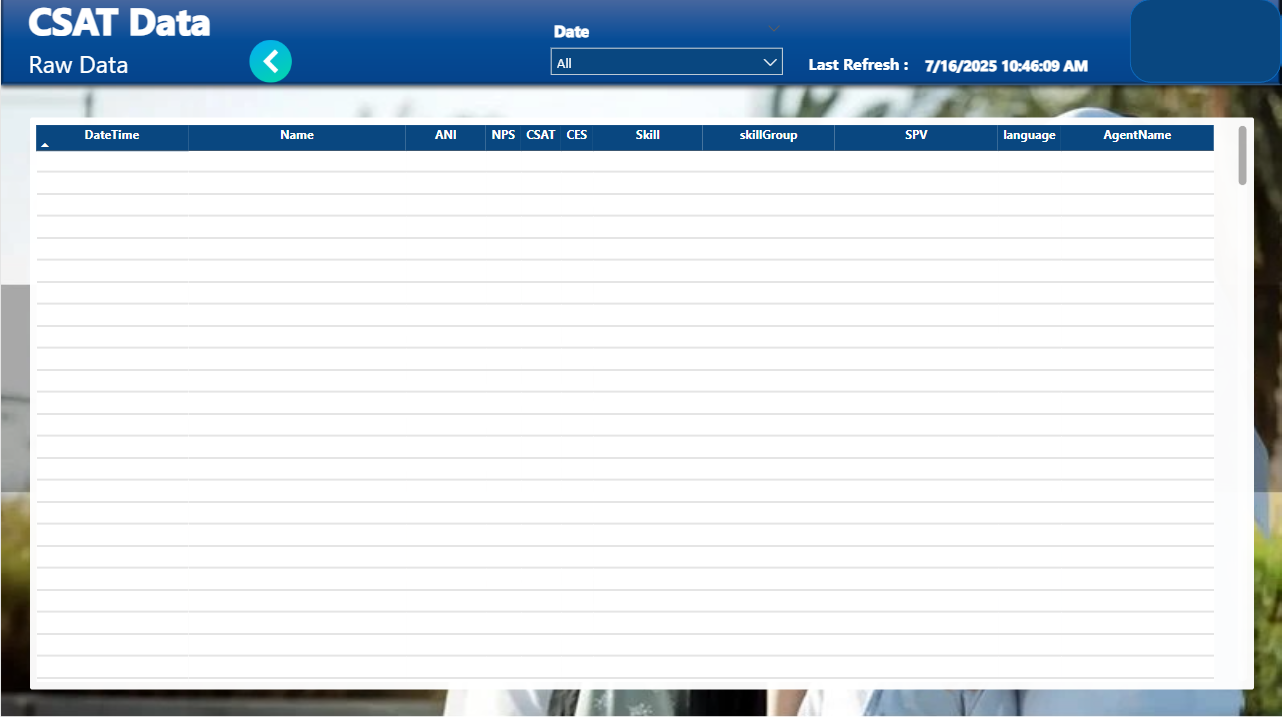 CSAT Data
Raw Data
Date
All
Last Refresh : 7/16/2025 10:46:09 AM
DateTime Name ANI NPS CSAT CES Skill skillGroup SPV language AgentName